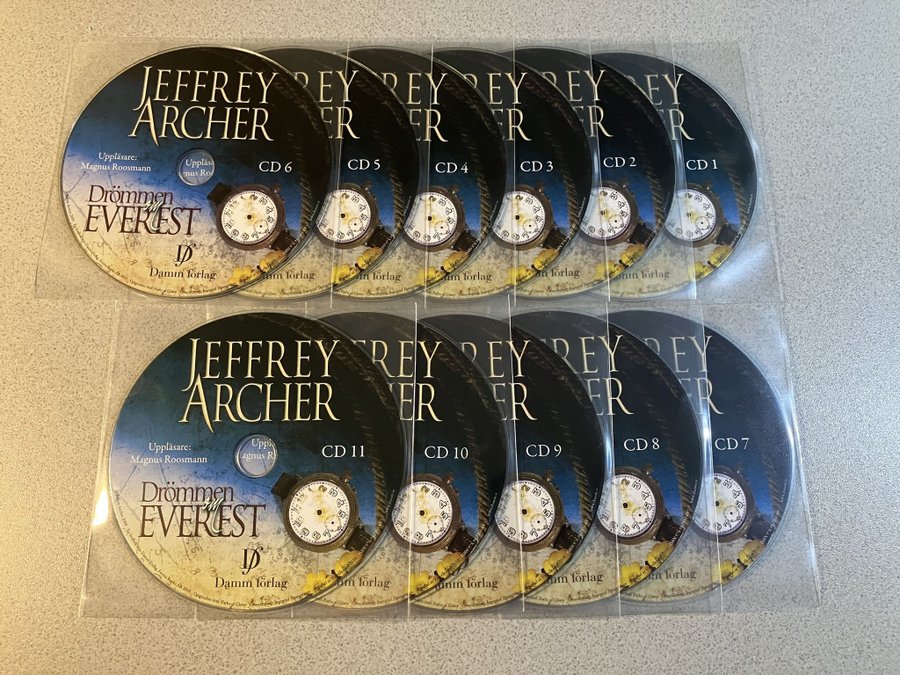 JEFFREY
ARCHER
Uppläsare:
Magnus Roosmann
CD 6
Drömmen
om
EVEREST
Damm förlag
CD 5
CD 4
CD 3
CD 2
CD 1
JEFFREY
ARCHER
Uppläsare:
Magnus Roosmann
CD 11
Drömmen
om
EVEREST
Damm förlag
CD 10
CD 9
CD 8
CD 7